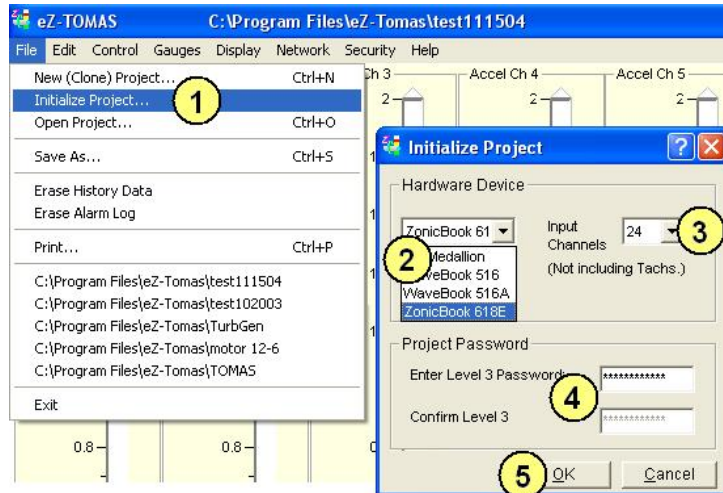 eZ-TOMAS C:\Program Files\eZ-Tomas\test111504
File Edit Control Gauges Display Network Security Help
New (Clone) Project... Ctrl+N
Initialize Project...
Open Project... Ctrl+O
Save As... Ctrl+S
Erase History Data
Erase Alarm Log
Print... Ctrl+P
C:\Program Files\eZ-Tomas\test111504
C:\Program Files\eZ-Tomas\test102003
C:\Program Files\eZ-Tomas\TurbGen
C:\Program Files\eZ-Tomas\motor 12-6
C:\Program Files\eZ-Tomas\TOMAS
Exit
1
Ch 3 Accel Ch 4 Accel Ch 5
2 2 2
0.8 0.8
Initialize Project
Hardware Device
ZonicBook 61
Medallion
WaveBook 516A
ZonicBook 618E
2
Input
Channels
24
3
(Not including Tachs.)
Project Password
Enter Level 3 Password:
************
Confirm Level 3
************
4
5
OK Cancel